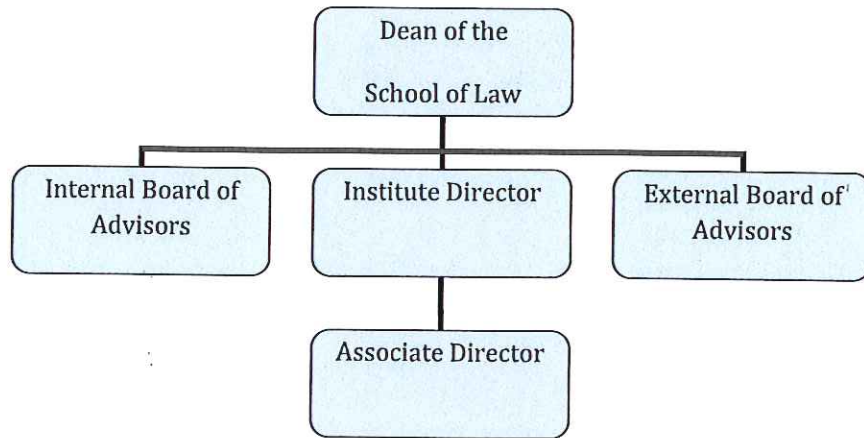 Dean of the
School of Law
Internal Board of
Advisors
Institute Director
External Board of
Advisors
Associate Director